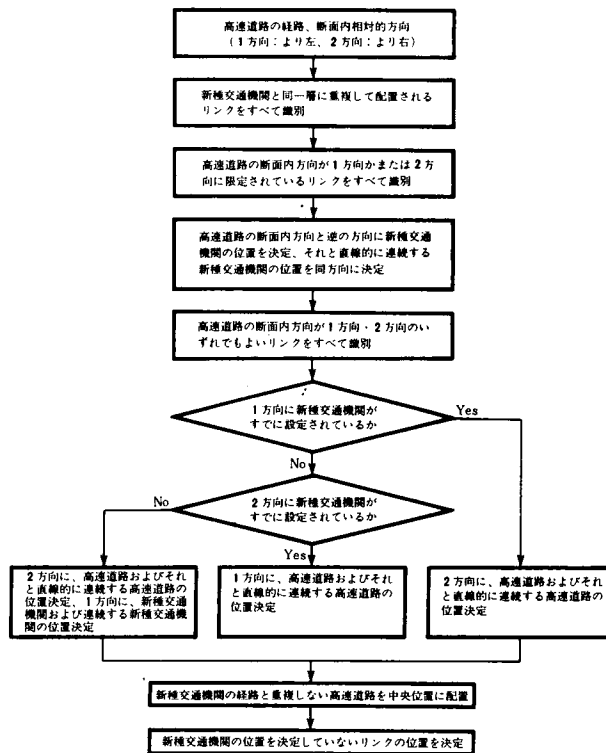 高速道路の経路、断面内相対的方向
(1方向:より左、2方向:より右)
新種交通機関と同一層に重複して配置される
リンクをすべて識別
高速道路の断面内方向が1方向かまたは2方
向に限定されているリンクをすべて識別
高速道路の断面内方向と逆の方向に新種交通
機関の位置を決定、それと直線的に連続する
新種交通機関の位置を同方向に決定
高速道路の断面内方向が1方向・2方向のい
ずれでもよいリンクをすべて識別
1方向に新種交通機関が
すでに設定されているか
Yes
No
2方向に新種交通機関が
すでに設定されているか
No
Yes
2方向に、高速道路およびそれ
と直線的に連続する高速道路の
位置決定、1方向に、新種交通
機関および連続する新種交通機
関の位置決定
1方向に、高速道路およびそれ
と直線的に連続する高速道路の
位置決定
2方向に、高速道路およびそれ
と直線的に連続する高速道路の
位置決定
新種交通機関の経路と重複しない高速道路を中央位置に配置
新種交通機関の位置を決定していないリンクの位置を決定